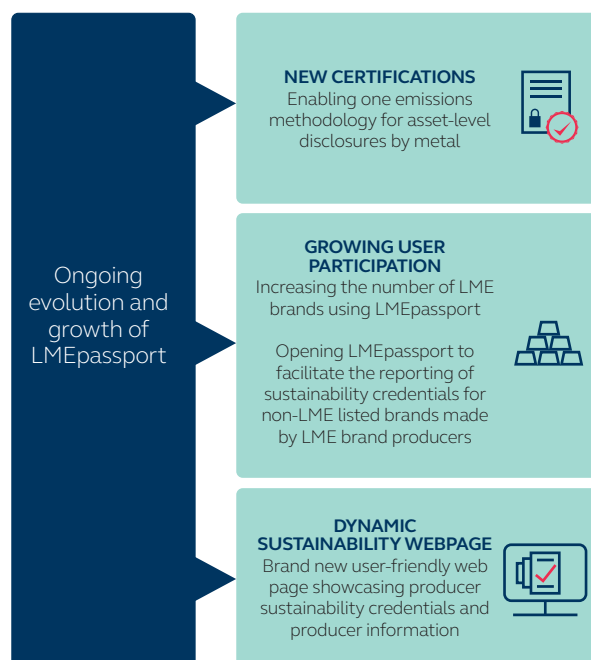 Ongoing
evolution and
growth of
LMEpassport
NEW CERTIFICATIONS
Enabling one emissions
methodology for asset-level
disclosures by metal
GROWING USER
PARTICIPATION
Increasing the number of LME
brands using LMEpassport
Opening LMEpassport to
facilitate the reporting of
sustainability credentials for
non-LME listed brands made
by LME brand producers
DYNAMIC
SUSTAINABILITY WEBPAGE
Brand new user-friendly web
page showcasing producer
sustainability credentials and
producer information